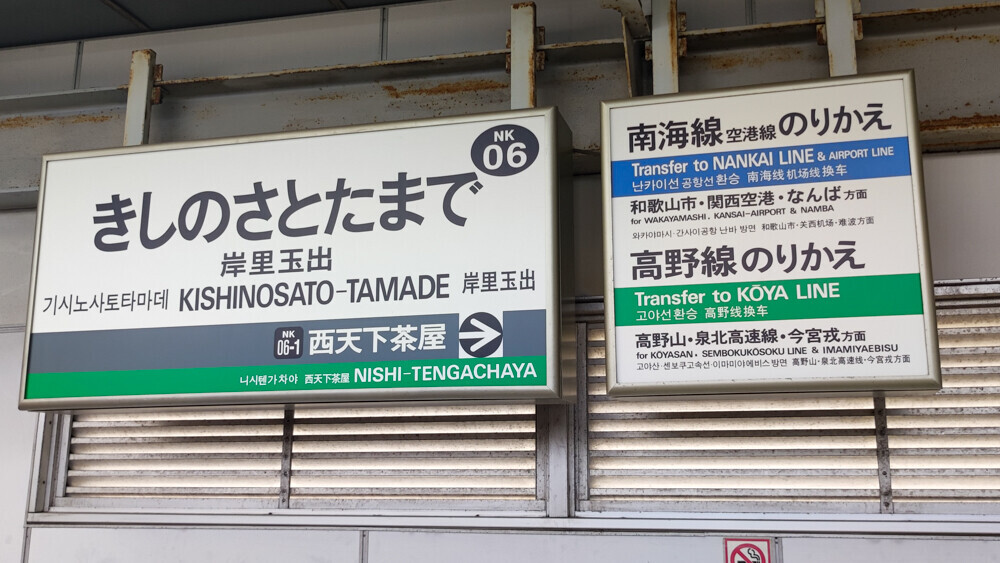 NK
06
きしのさとたまで
岸里玉出
기시노사토타마데 KISHINOSATO-TAMADE 岸里玉出
NK
06-1 西天下茶屋
니시텐가차야 西天下茶屋 NISHI-TENGACHAYA
南海線 空港線 のりかえ
Transfer to NANKAI LINE & AIRPORT LINE
난카이선 공항선 환승 南海线 机场线 换车
和歌山市・関西空港・なんば 方面
for WAKAYAMASHI, KANSAI-AIRPORT & NAMBA
와카야마시·간사이공항 난바 방면 和歌山市·关西机场·难波方面
高野線のりかえ
Transfer to KŌYA LINE
고야선 환승 高野线 换车
高野山・泉北高速線・今宮戎 方面
for KOYASAN, SEMBOKUKŌSOKU LINE & IMAMIYAEBISU
고야산·센보쿠고속선·이마미야에비스 방면 高野山·泉北高速线·今宫戎方面